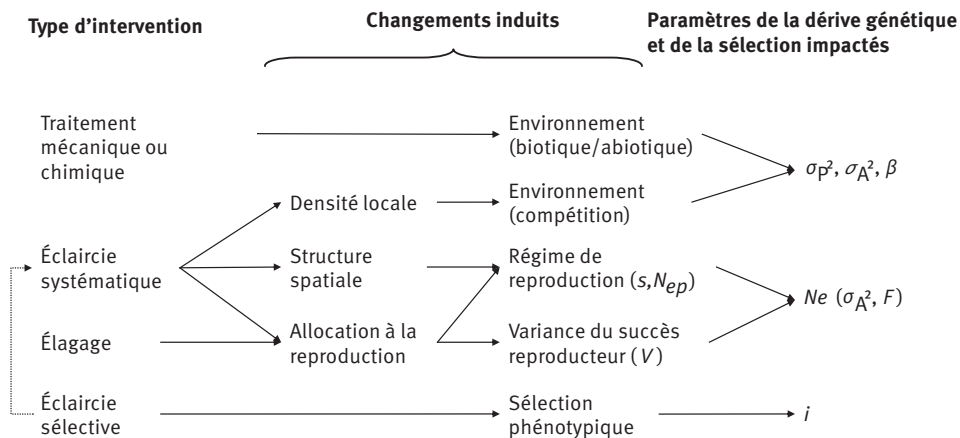 Type d’intervention
Changements induits
Paramètres de la dérive génétique
et de la sélection impactés
Traitement
mécanique ou
chimique
Environnement
(biotique/abiotique)
σP², σA², β
Densité locale
Environnement
(compétition)
Éclaircie
systématique
Structure
spatiale
Régime de
reproduction (s,Nep)
Ne (σA², F)
Élagage
Allocation à la
reproduction
Variance du succès
reproducteur (V)
Éclaircie
sélective
Sélection
phénotypique
i